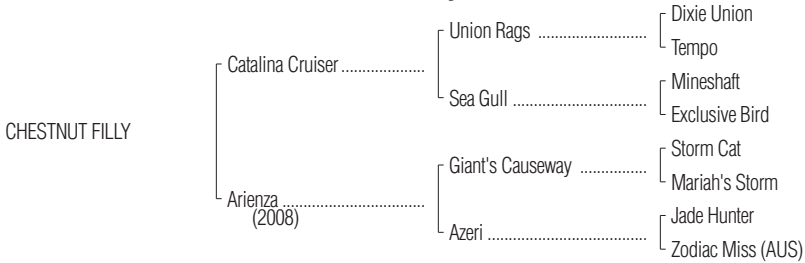 Dixie Union
Union Rags ........................
Tempo
Catalina Cruiser ....................
Mineshaft
Sea Gull ..............................
Exclusive Bird
CHESTNUT FILLY
Storm Cat
Giant's Causeway ...............
Mariah's Storm
Arienza .................................
(2008)
Jade Hunter
Azeri ...................................
Zodiac Miss (AUS)